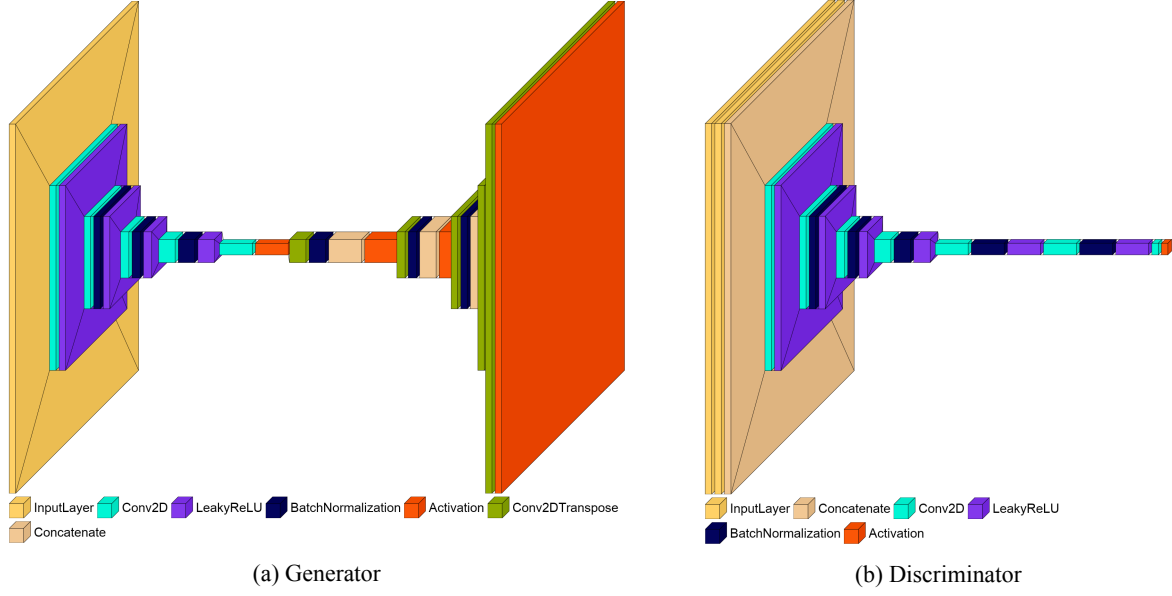 InputLayer Conv2D LeakyReLU BatchNormalization Activation Conv2DTranspose
Concatenate
(a) Generator
InputLayer Concatenate Conv2D LeakyReLU
BatchNormalization Activation
(b) Discriminator